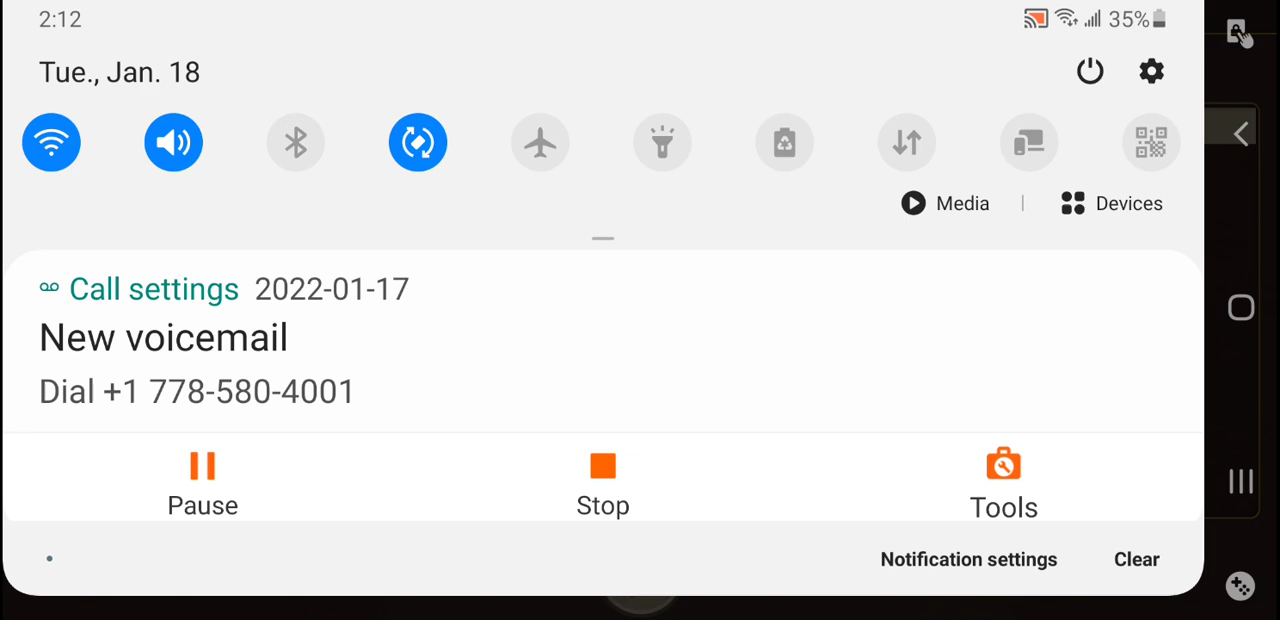 2:12 35%
Tue., Jan. 18
Media | Devices
Call settings 2022-01-17
New voicemail
Dial +1 778-580-4001
Pause Stop Tools
Notification settings Clear